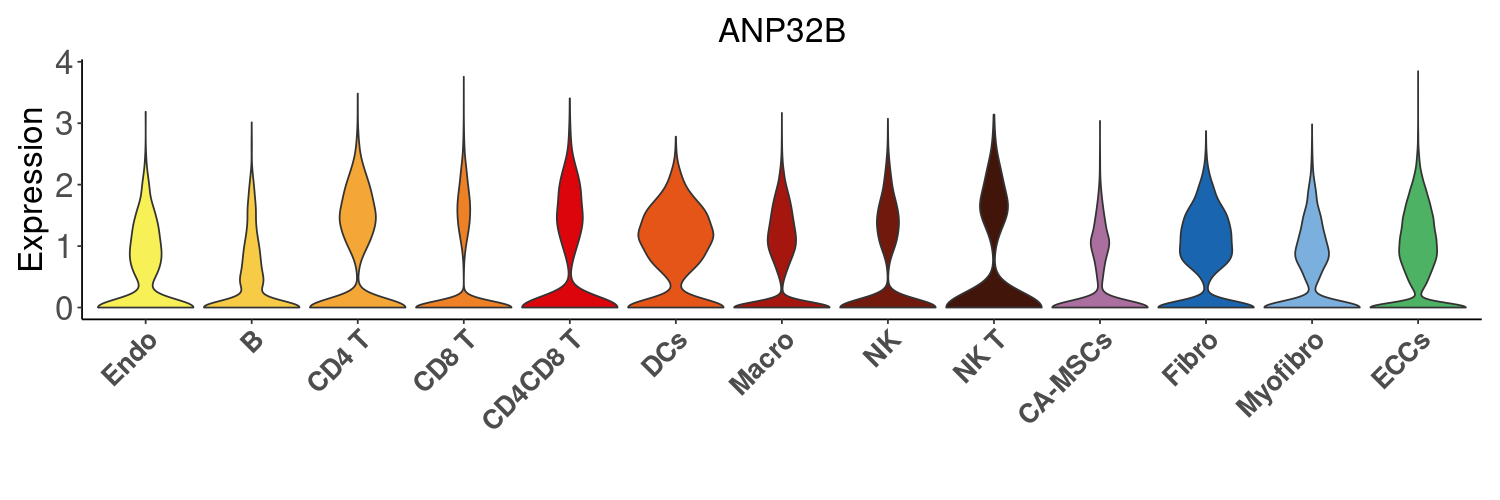 ANP32B
Expression
4
3
2
1
0
Endo
B
CD4 T
CD8 T
CD4CD8 T
DCs
Macro
NK
NK T
CA-MSCs
Fibro
Myofibro
ECCs